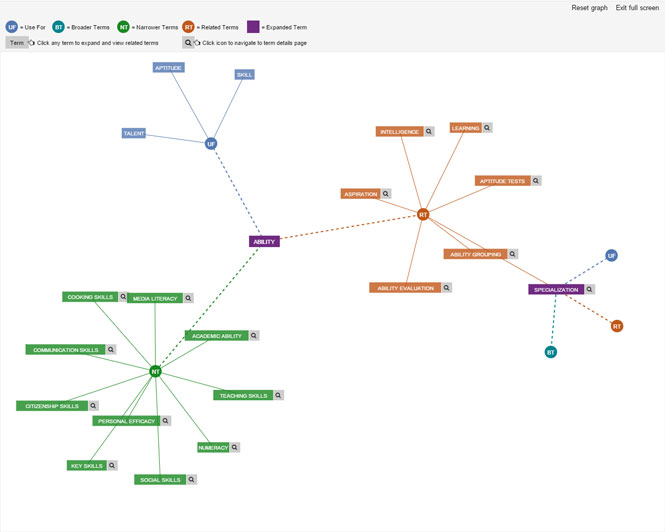 Reset graph Exit full screen
UF = Use For BT = Broader Terms NT = Narrower Terms RT = Related Term = Expanded Term
Term Click any term to expand and view related terms Click icon to navigate to term details page
APTITUDE
SKILL
TALENT
UF
INTELLIGENCE
LEARNING
APTITUDE TESTS
ASPIRATION
RT
ABILITY
ABILITY GROUPING
UF
ABILITY EVALUATION
SPECIALIZATION
COOKING SKILLS
MEDIA LITERACY
RT
ACADEMIC ABILITY
COMMUNICATION SKILLS
BT
NT
TEACHING SKILLS
CITIZENSHIP SKILLS
PERSONAL EFFICACY
NUMERACY
KEY SKILLS
SOCIAL SKILLS